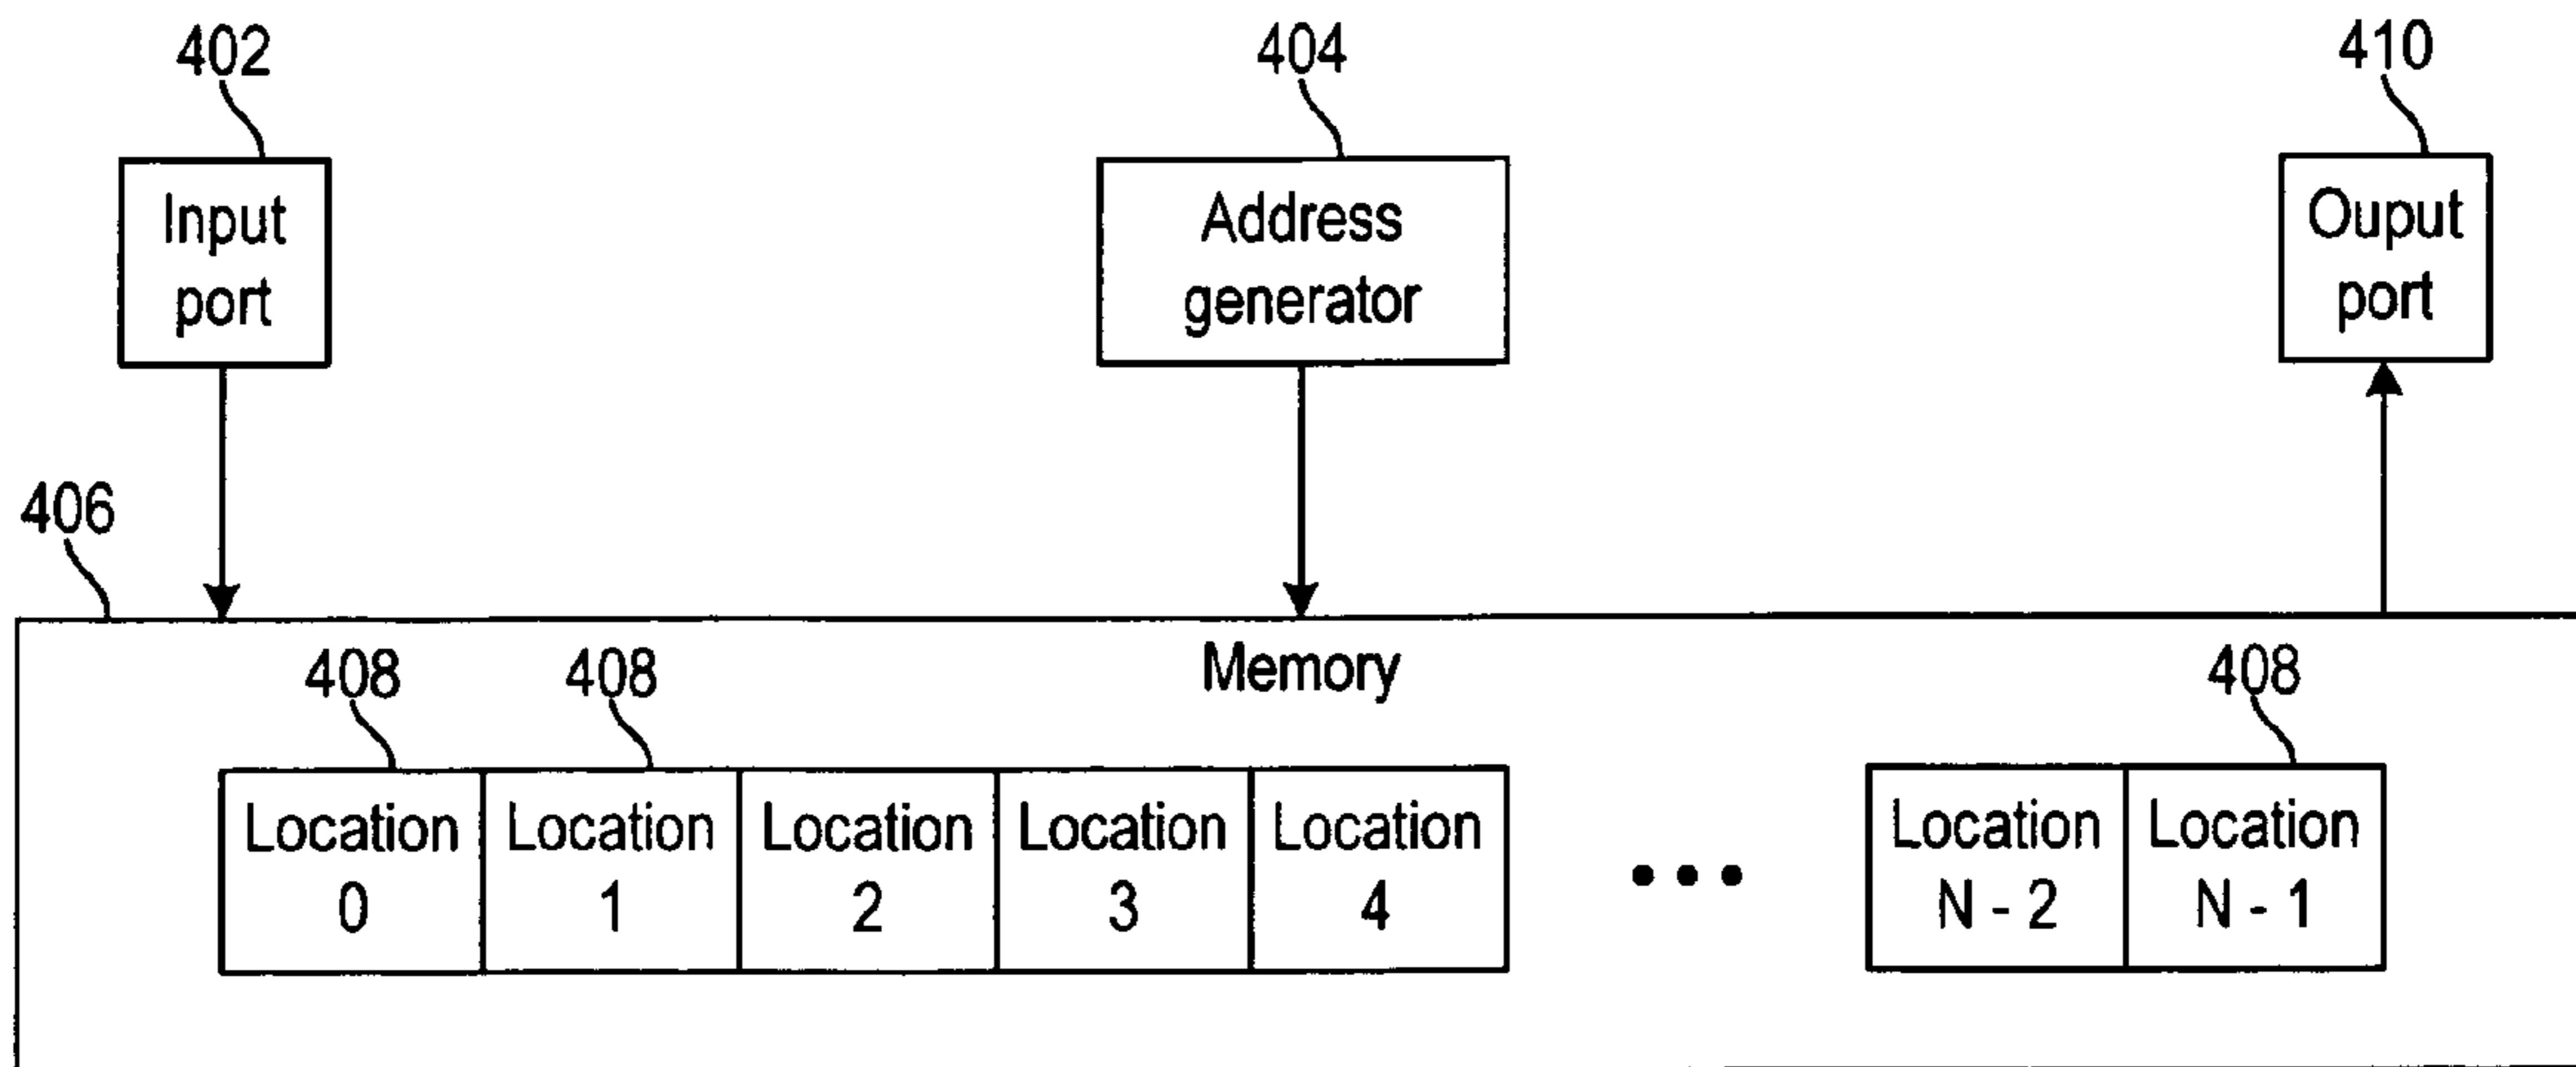 402
404
410
Input
port
Address
generator
Ouput
port
406
Memory
408
408
408
Location
0
Location
1
Location
2
Location
3
Location
4
Location
N - 2
Location
N - 1